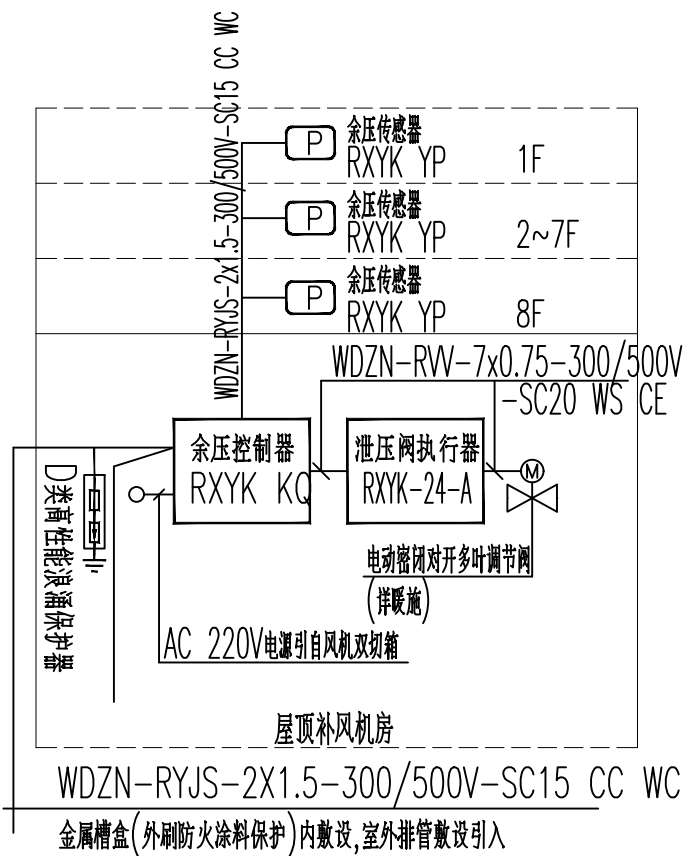 WDZN-RYJS-2x1.5-300/500V-SC15 CC WC
P 余压传感器
RXYK YP 1F
P 余压传感器
RXYK YP 2~7F
P 余压传感器
RXYK YP 8F
WDZN-RVV-7x0.75-300/500V
-SC20 WS CE
余压控制器
RXYK KQ
泄压阀执行器
RXYK-24-A
M
D类高性能浪涌保护器
电动密闭对开多叶调节阀
(详暖施)
AC 220V电源引自风机双切箱
屋顶补风机房
WDZN-RYJS-2X1.5-300/500V-SC15 CC WC
金属槽盒(外刷防火涂料保护)内敷设,室外排管敷设引入